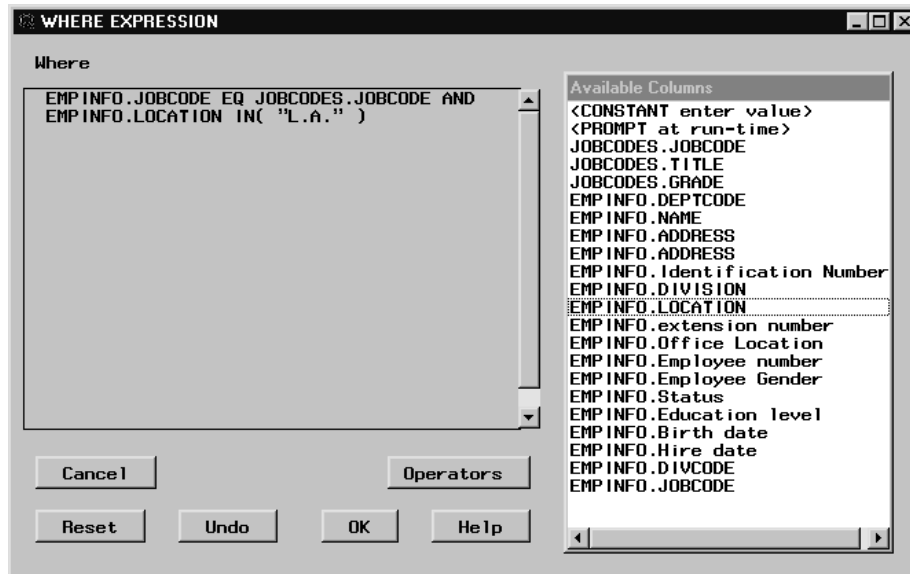 WHERE EXPRESSION
Where
EMPINFO.JOBCODE EQ JOBCODES.JOBCODE AND
EMPINFO.LOCATION IN( "L.A." )
Available Columns
<CONSTANT enter value>
<PROMPT at run-time>
JOBCODES.JOBCODE
JOBCODES.TITLE
JOBCODES.GRADE
EMPINFO.DEPTCODE
EMPINFO.NAME
EMPINFO.ADDRESS
EMPINFO.ADDRESS
EMPINFO.Identification Number
EMPINFO.DIVISION
EMPINFO.LOCATION
EMPINFO.extension number
EMPINFO.Office Location
EMPINFO.Employee number
EMPINFO.Employee Gender
EMPINFO.Status
EMPINFO.Education level
EMPINFO.Birth date
EMPINFO.Hire date
EMPINFO.DIVCODE
EMPINFO.JOBCODE
Cancel
Operators
Reset
Undo
OK
Help